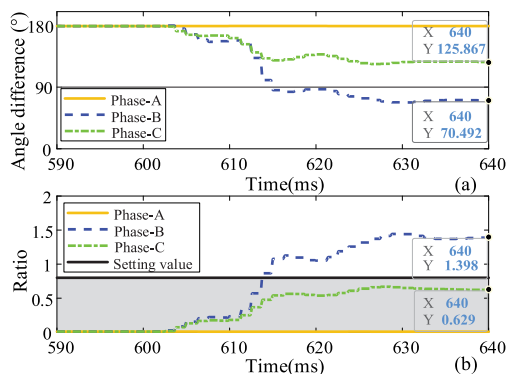 Angle difference (°)
180
90
0
X 640
Y 125.867
Phase-A
Phase-B
Phase-C
X 640
Y 70.492
590 600 610 620 630 640
Time(ms)
(a)
Ratio
2
1.5
1
0.5
0
Phase-A
Phase-B
Phase-C
Setting value
X 640
Y 1.398
X 640
Y 0.629
590 600 610 620 630 640
Time(ms)
(b)